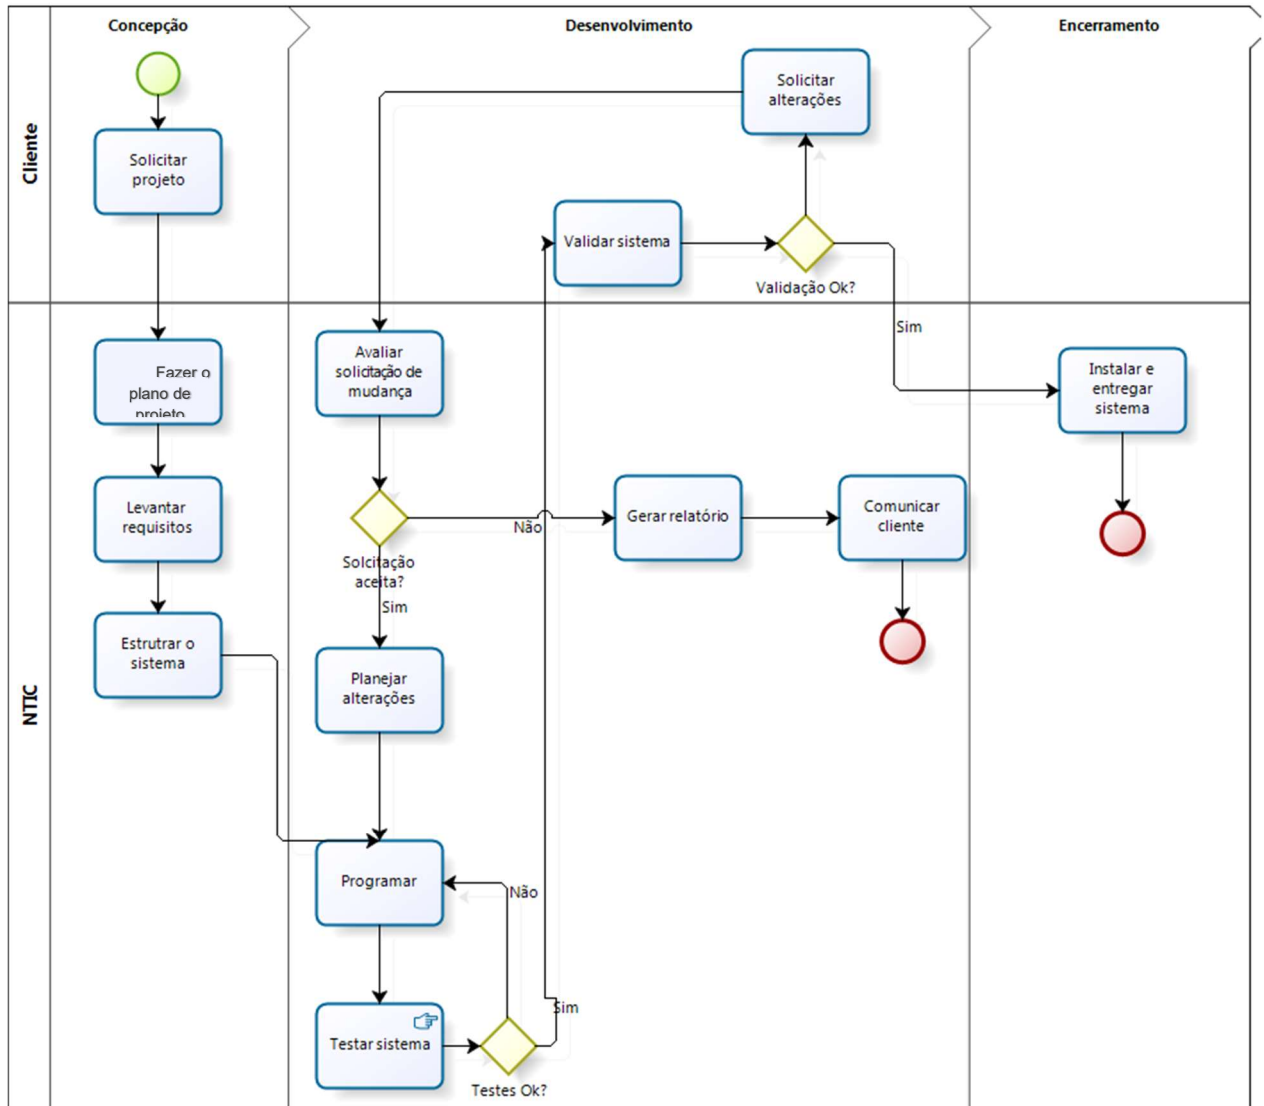 Concepção
Desenvolvimento
Encerramento
Cliente
Solicitar
projeto
Solicitar
alterações
Validar sistema
Validação Ok?
Sim
NTIC
Fazer o
plano de
projeto
Levantar
requisitos
Estrutrar o
sistema
Avaliar
solicitação de
mudança
Solcitação
aceita?
Não
Sim
Gerar relatório
Comunicar
cliente
Planejar
alterações
Programar
Não
Testar sistema
Testes Ok?
Sim
Instalar e
entregar
sistema